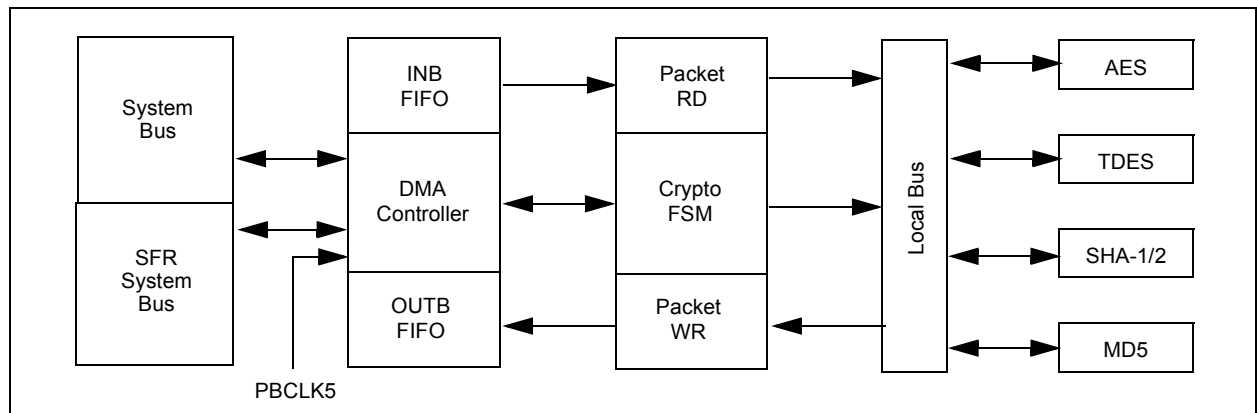 System
Bus
SFR
System
Bus
INB
FIFO
DMA
Controller
OUTB
FIFO
PBCLK5
Packet
RD
Crypto
FSM
Packet
WR
Local Bus
AES
TDES
SHA-1/2
MD5